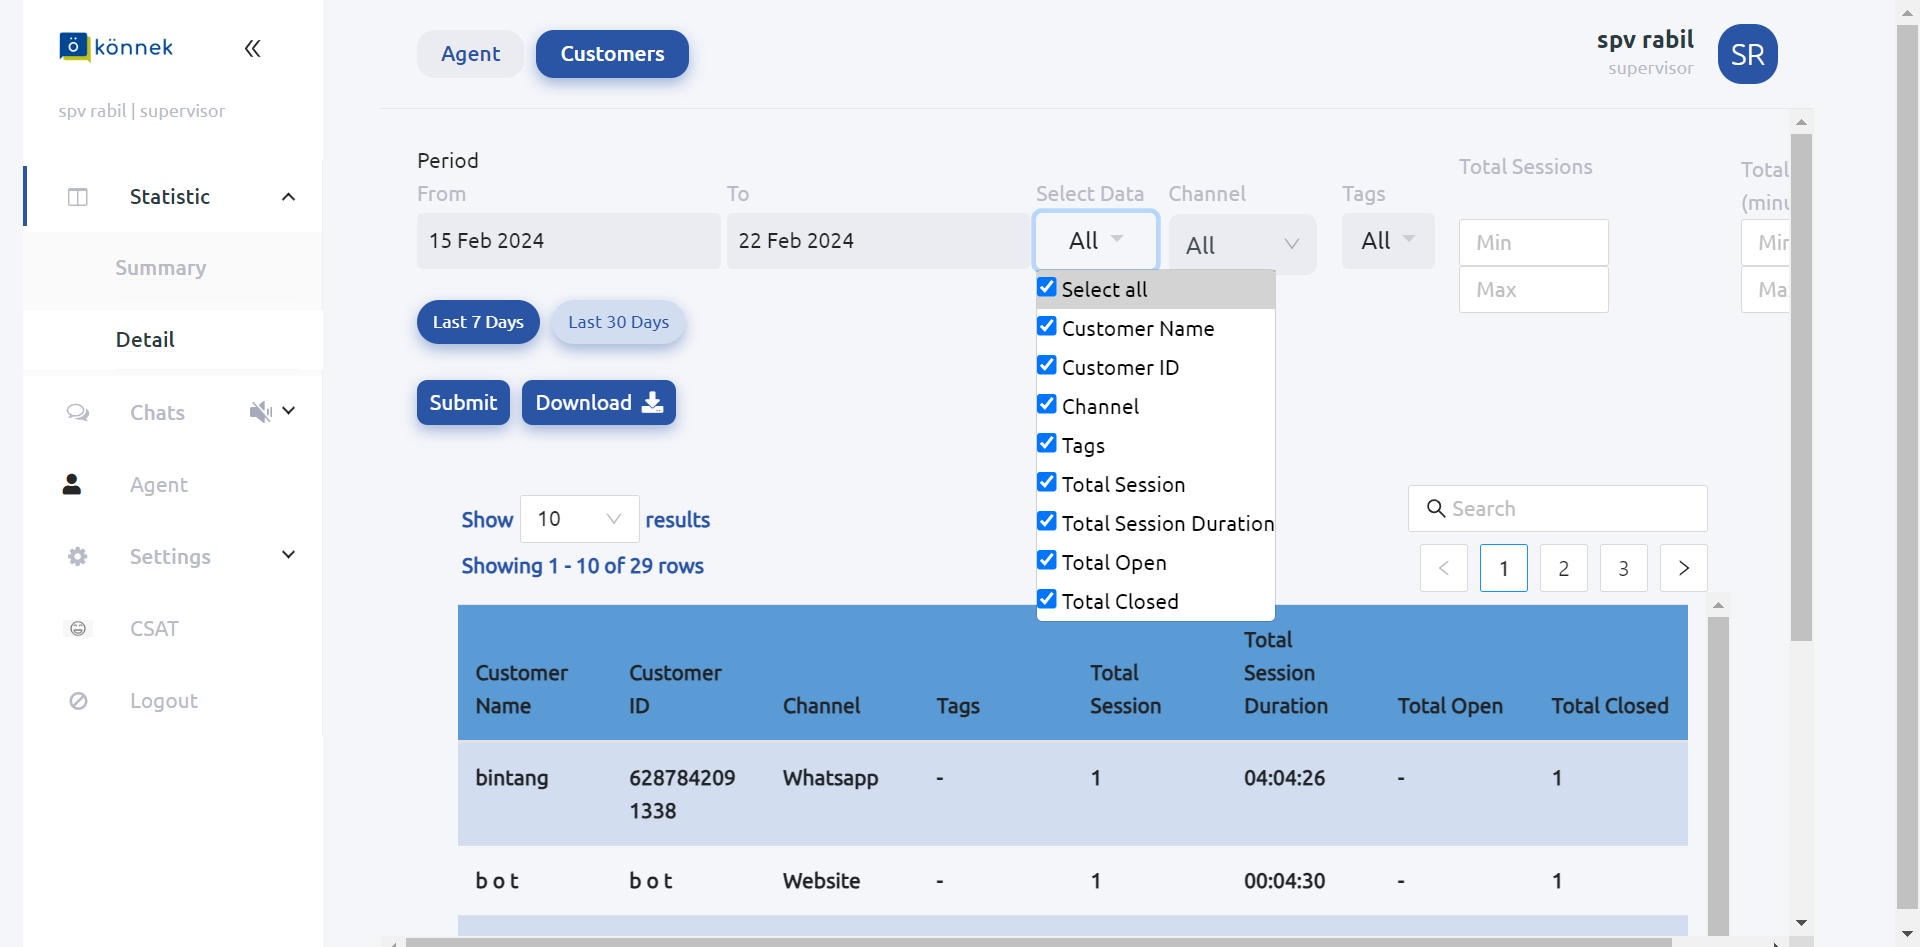 ö könnek
spv rabil | supervisor
Statistic
Summary
Detail
Chats
Agent
Settings
CSAT
Logout
Agent
Customers
spv rabil
supervisor
SR
Period
From
To
Select Data
Channel
Tags
Total Sessions
Total
15 Feb 2024
22 Feb 2024
All
All
All
Min
Max
Last 7 Days
Last 30 Days
Submit
Download
Select all
Customer Name
Customer ID
Channel
Tags
Total Session
Total Session Duration
Total Open
Total Closed
Show 10 results
Showing 1 - 10 of 29 rows
Search
< 1 2 3 >
Customer Name
Customer ID
Channel
Tags
Total Session
Total Session Duration
Total Open
Total Closed
bintang 6287842091338 Whatsapp - 1 04:04:26 - 1
b o t b o t Website - 1 00:04:30 - 1